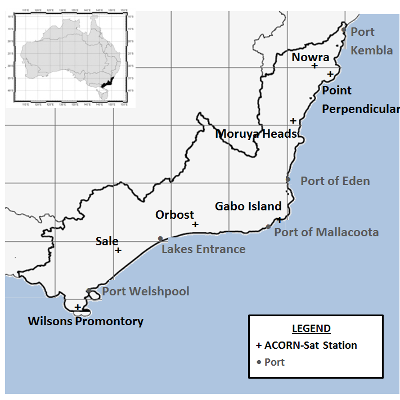 Port
Kembla
Nowra
Point
Perpendicular
Moruya Heads
Port of Eden
Gabo Island
Orbost
Port of Mallacoota
Sale
Lakes Entrance
Port Welshpool
Wilsons Promontory
LEGEND
+ ACORN-Sat Station
Port